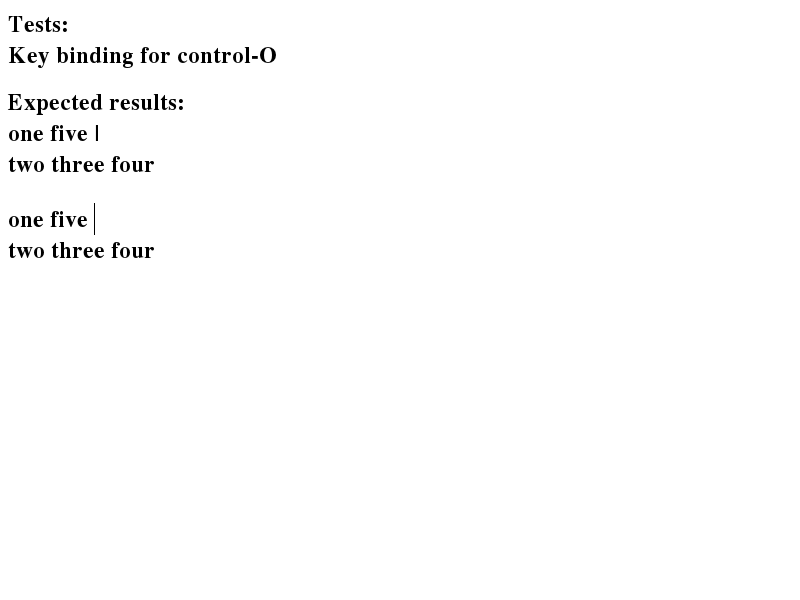 Tests:
Key binding for control-O
Expected results:
one five |
two three four
one five
two three four